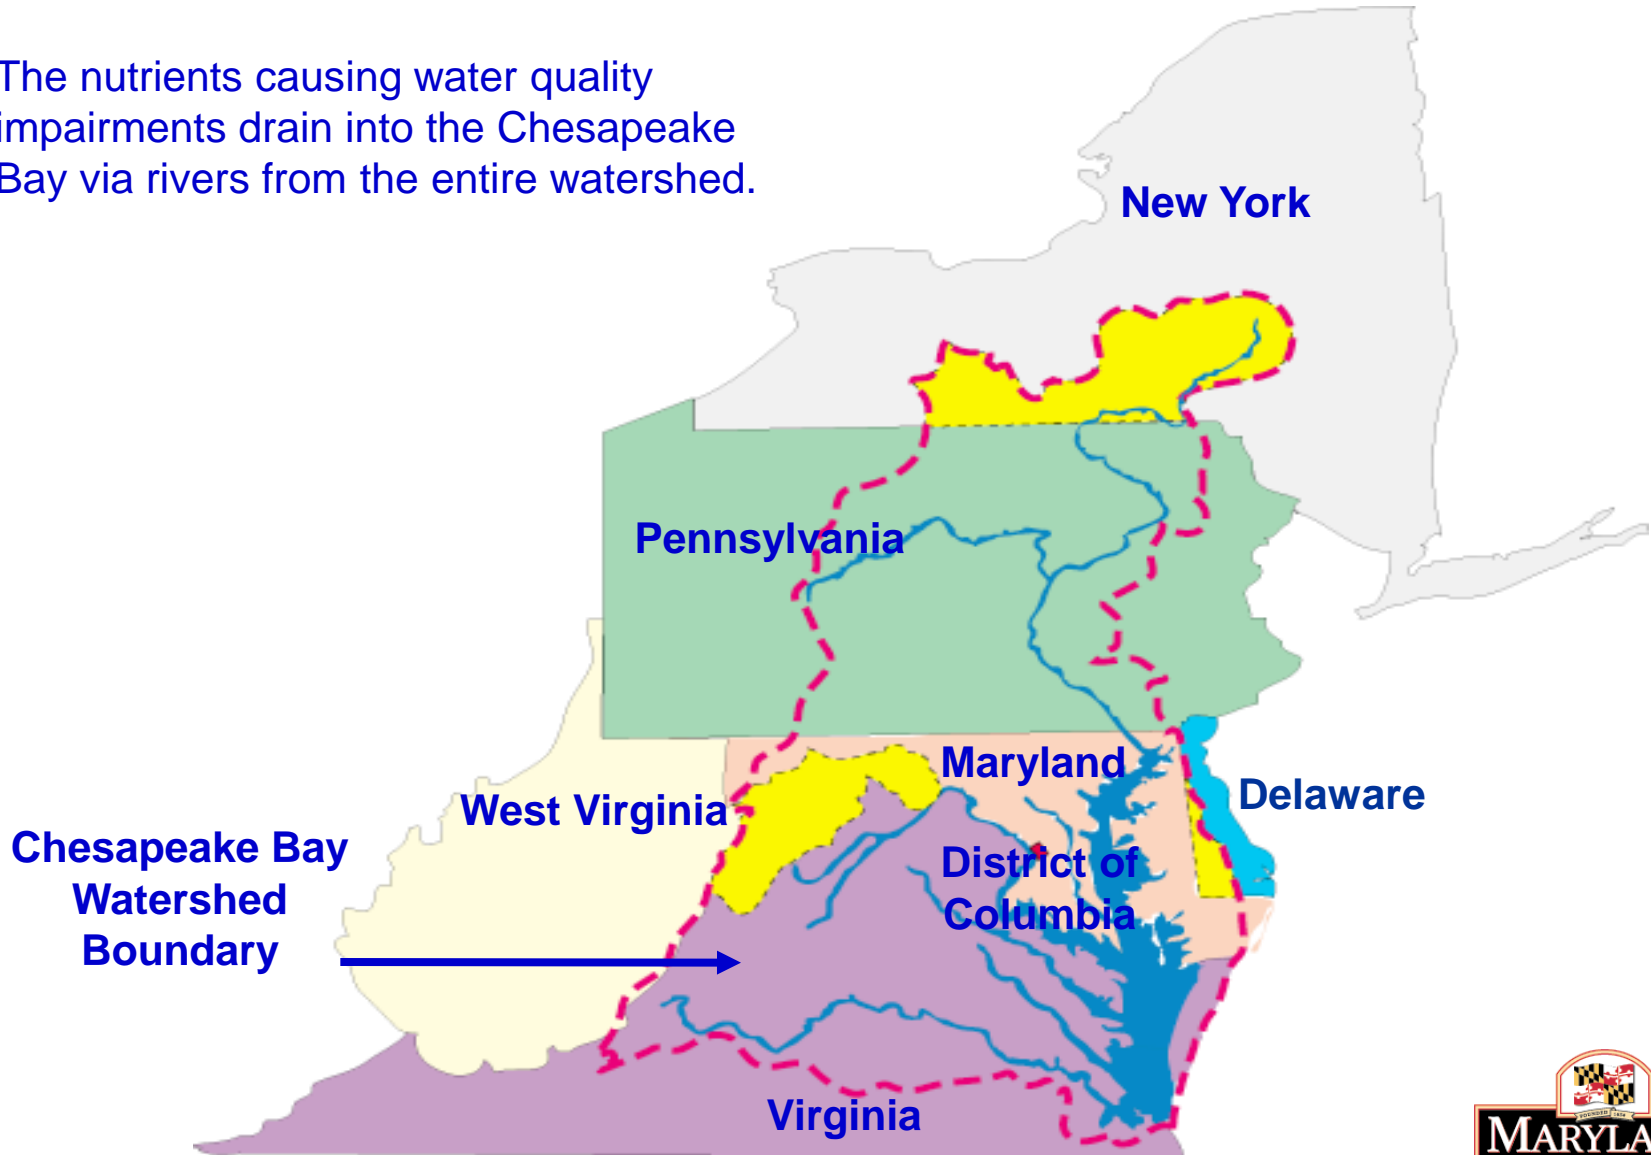 The nutrients causing water quality
impairments drain into the Chesapeake
Bay via rivers from the entire watershed.
New York
Pennsylvania
Maryland
West Virginia
Delaware
Chesapeake Bay
Watershed
Boundary
District of
Columbia
Virginia
MARYLA